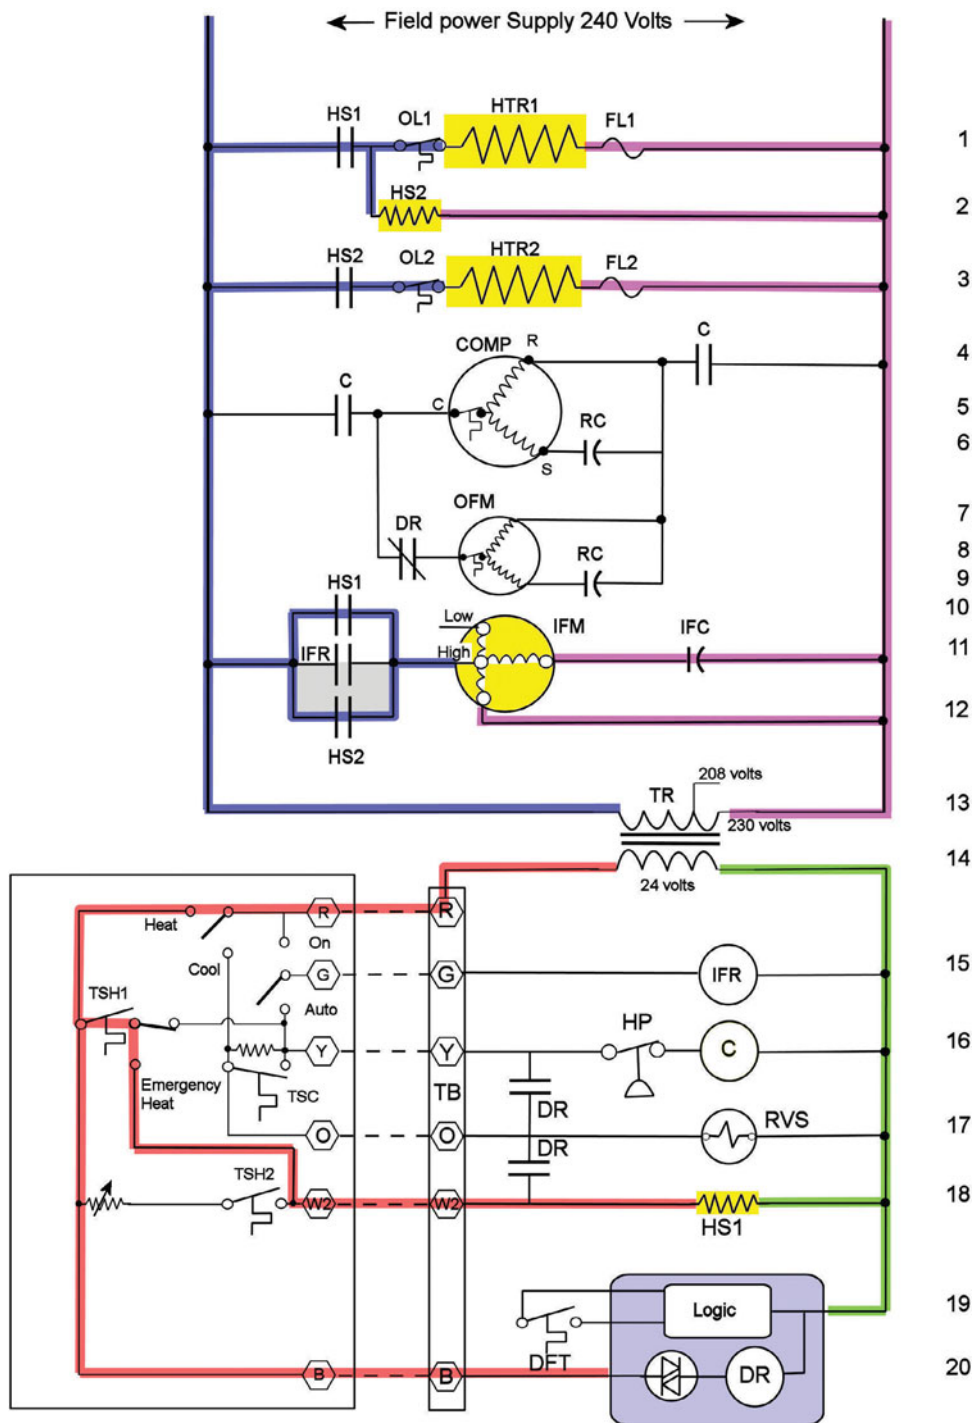 Field power Supply 240 Volts
HS1 OL1 HTR1 FL1 1
HS2 2
HS2 OL2 HTR2 FL2 3
COMP R C 4
C C 5
RC 6
S
OFM 7
DR 8
RC 9
HS1 Low IFM 10
IFR High IFC 11
12
HS2
208 volts
TR 13
230 volts
14
24 volts
R R
Heat On
Cool G G IFR 15
TSH1 Auto HP
Y Y C 16
Emergency
Heat TSC TB DR
O O RVS 17
DR
TSH2 W2 W2 18
HS1
Logic 19
DFT
B B DR 20